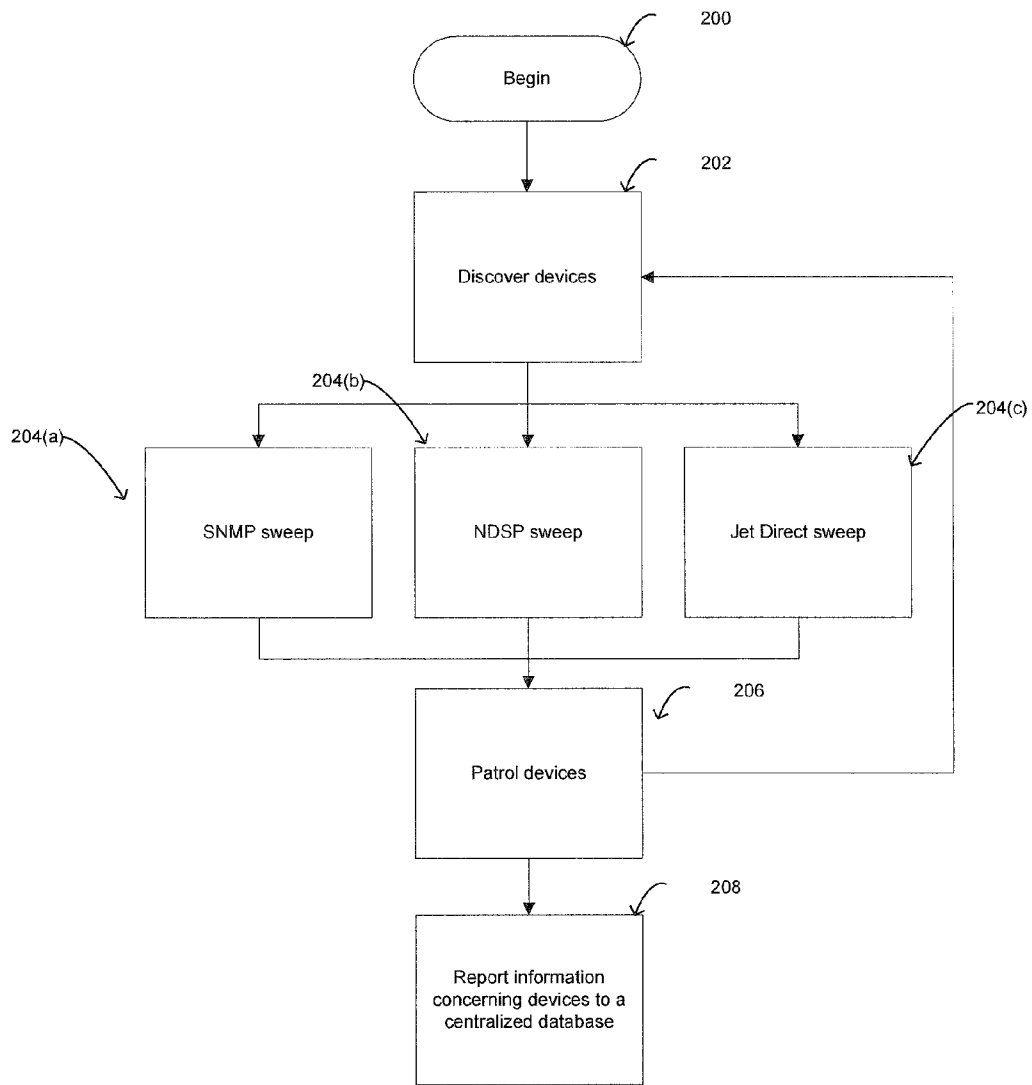 200
Begin
202
Discover devices
204(b)
204(c)
204(a)
SNMP sweep
NDSP sweep
Jet Direct sweep
206
Patrol devices
208
Report information
concerning devices to a
centralized database